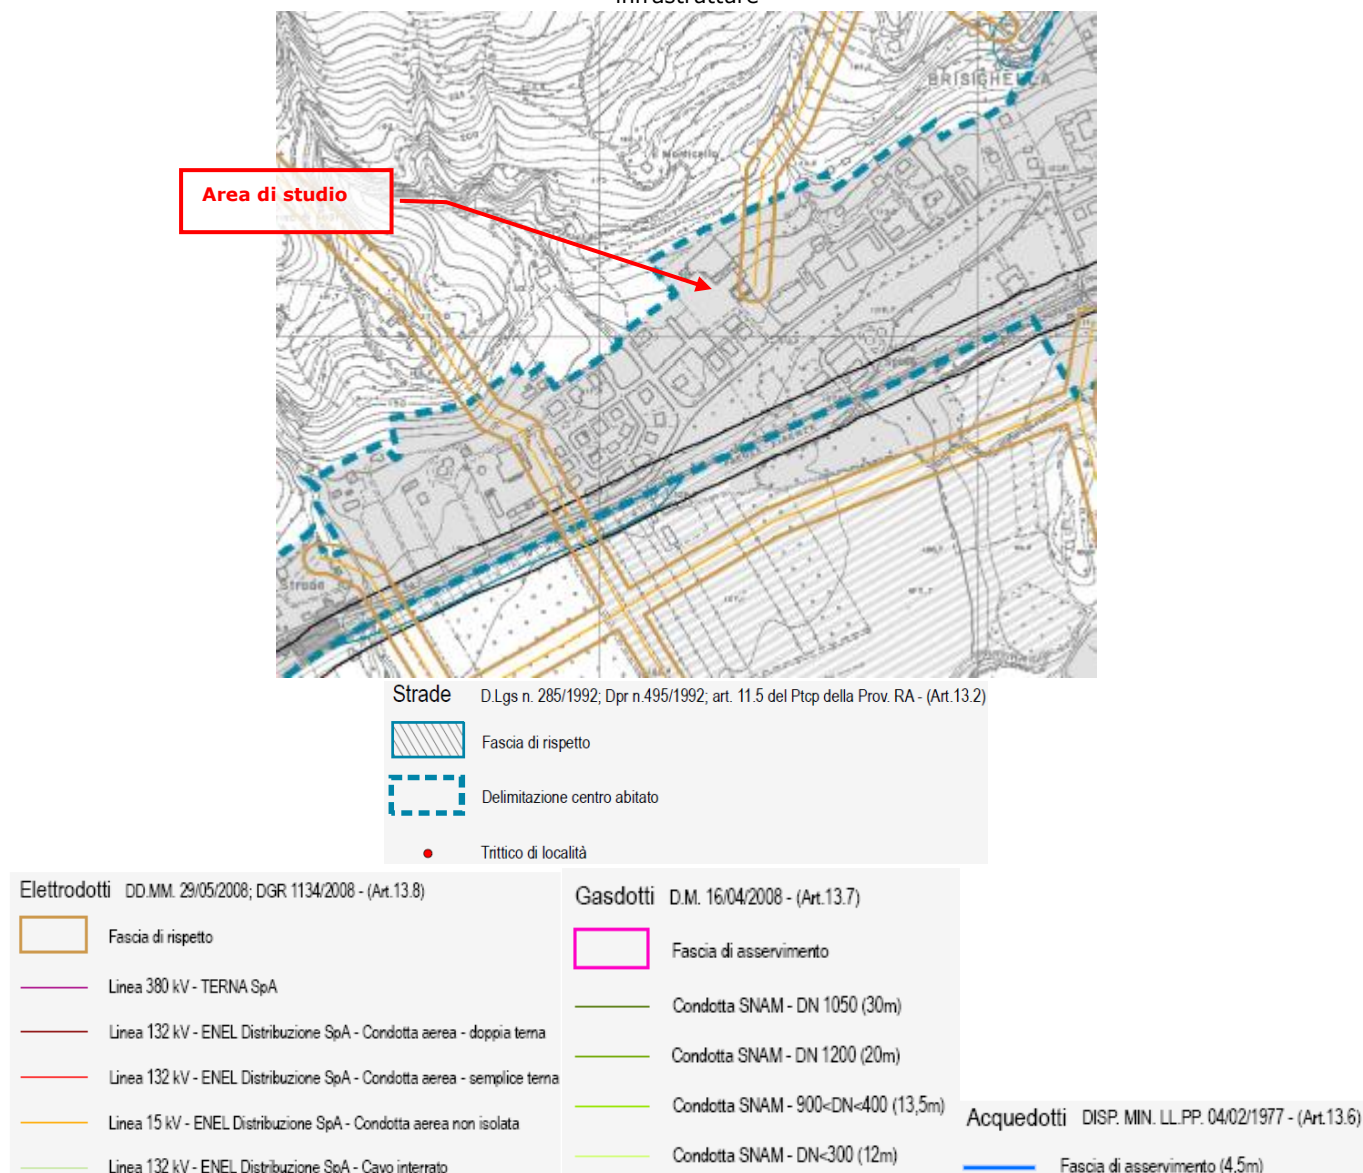 infrastrutture
BRISIGHELLA
Il Monticello
Area di studio
Strade
Strade D.Lgs n. 285/1992; Dpr n.495/1992; art. 11.5 del Ptcp della Prov. RA - (Art.13.2)
Fascia di rispetto
Delimitazione centro abitato
Trittico di località
Elettrodotti DD.MM. 29/05/2008; DGR 1134/2008 - (Art.13.8)
Fascia di rispetto
Linea 380 kV - TERNA SpA
Linea 132 kV - ENEL Distribuzione SpA - Condotta aerea - doppia terna
Linea 132 kV - ENEL Distribuzione SpA - Condotta aerea - semplice terna
Linea 15 kV - ENEL Distribuzione SpA - Condotta aerea non isolata
Linea 132 kV - ENEL Distribuzione SpA - Cavo interrato
Gasdotti D.M. 16/04/2008 - (Art.13.7)
Fascia di asservimento
Condotta SNAM - DN 1050 (30m)
Condotta SNAM - DN 1200 (20m)
Condotta SNAM - 900<DN<400 (13,5m)
Condotta SNAM - DN<300 (12m)
Acquedotti DISP. MIN. LL.PP. 04/02/1977 - (Art.13.6)
Fascia di asservimento (4.5m)